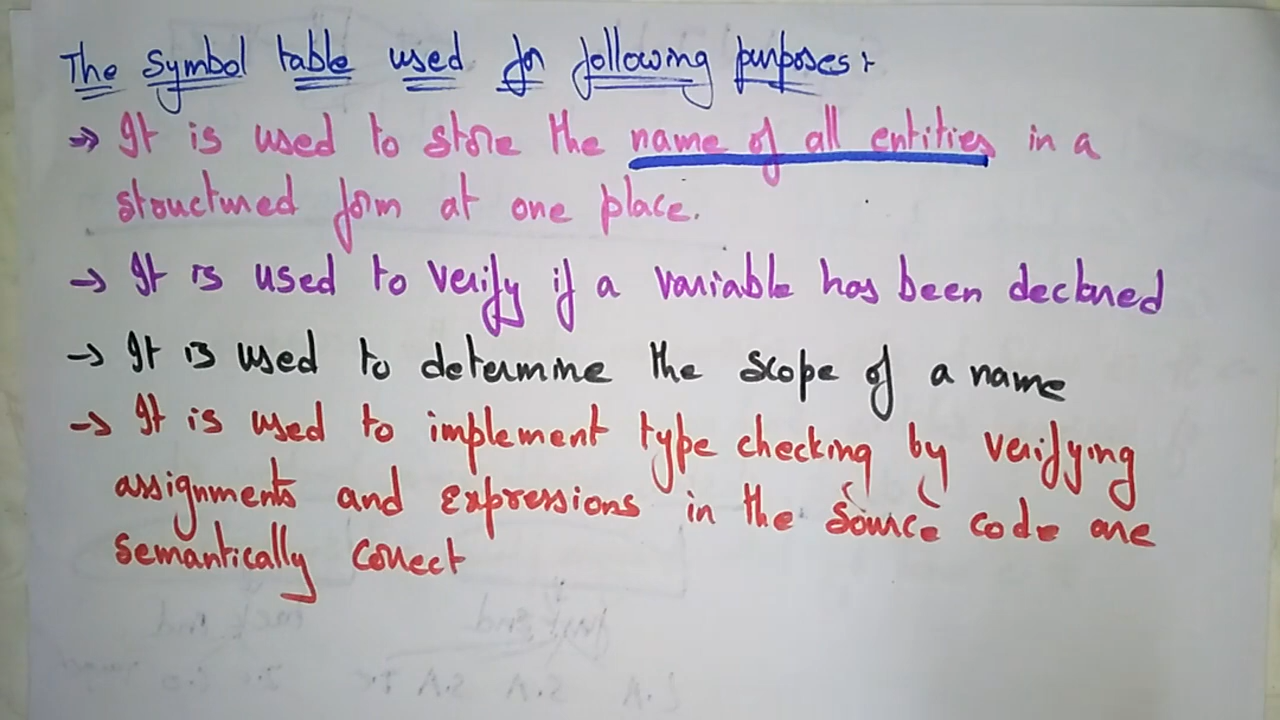 The symbol table used for following purposes:
→ It is used to store the name of all entities in a
structured form at one place.
→ It is used to verify if a variable has been declared
→ It is used to determine the scope of a name
→ It is used to implement type checking by verifying
assignments and expressions in the source code are
semantically correct